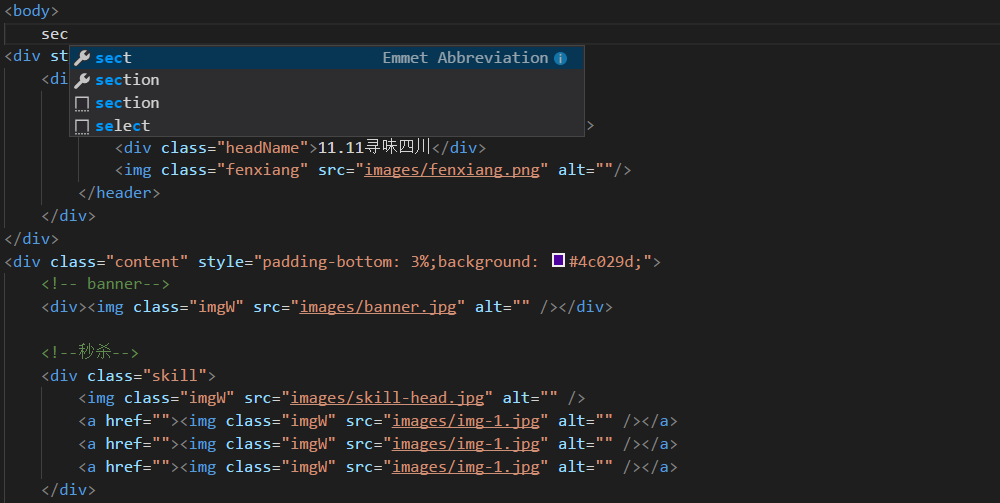 <body>
sec
<div st
sect Emmet Abbreviation
<di
section
section
select >
<div class="headName">11.11寻味四川</div>
<img class="fenxiang" src="images/fenxiang.png" alt=""/>
</header>
</div>
</div>
<div class="content" style="padding-bottom: 3%;background: #4c029d;">
<!-- banner-->
<div><img class="imgW" src="images/banner.jpg" alt="" /></div>
<!--秒杀-->
<div class="skill">
<img class="imgW" src="images/skill-head.jpg" alt="" />
<a href=""><img class="imgW" src="images/img-1.jpg" alt="" /></a>
<a href=""><img class="imgW" src="images/img-1.jpg" alt="" /></a>
<a href=""><img class="imgW" src="images/img-1.jpg" alt="" /></a>
</div>